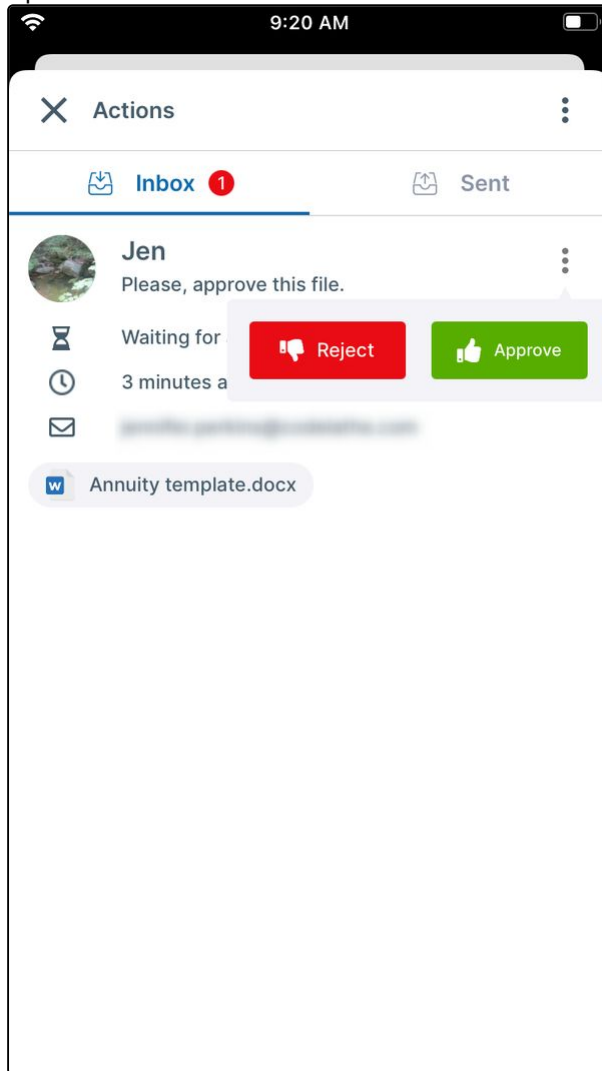 9:20 AM
Actions
Inbox 1
Sent
Jen
Please, approve this file.
Waiting for
Reject
Approve
3 minutes a
W Annuity template.docx